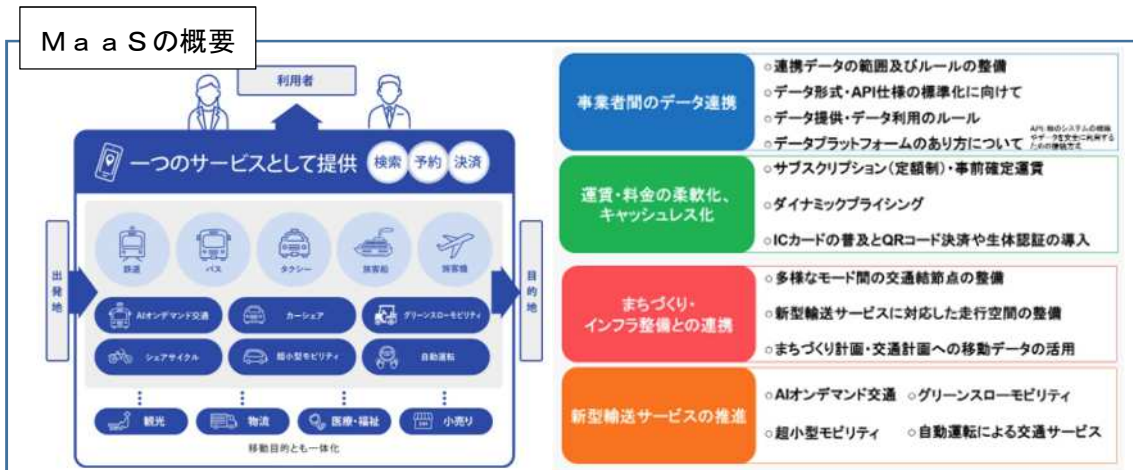 ＭａａＳの概要
利用者
一つのサービスとして提供
検索
予約
決済
出発地
目的地
鉄道
バス
タクシー
旅客船
旅客機
AIオンデマンド交通
カーシェア
グリーンスローモビリティ
シェアサイクル
超小型モビリティ
自動運転
観光
物流
医療・福祉
小売り
移動目的とも一体化
事業者間のデータ連携
○連携データの範囲及びルールの整備
○データ形式・API仕様の標準化に向けて
○データ提供・データ利用のルール
○データプラットフォームのあり方について
運賃・料金の柔軟化、
キャッシュレス化
○サブスクリプション(定額制)・事前確定運賃
○ダイナミックプライシング
○ICカードの普及とQRコード決済や生体認証の導入
まちづくり・
インフラ整備との連携
○多様なモード間の交通結節点の整備
○新型輸送サービスに対応した走行空間の整備
○まちづくり計画・交通計画への移動データの活用
新型輸送サービスの推進
○AIオンデマンド交通 ○グリーンスローモビリティ
○超小型モビリティ ○自動運転による交通サービス